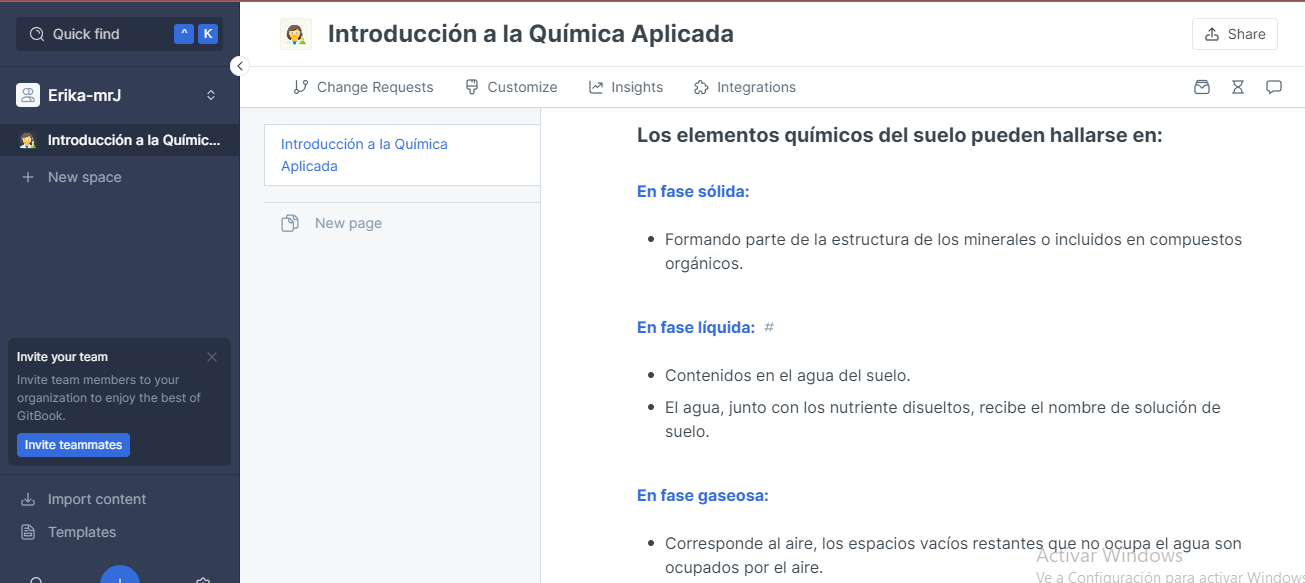 Quick find
^ K
Introducción a la Química Aplicada
Share
Erika-mrJ
Change Requests
Customize
Insights
Integrations
Introducción a la Químic...
New space
Introducción a la Química
Aplicada
New page
Los elementos químicos del suelo pueden hallarse en:
En fase sólida:
Formando parte de la estructura de los minerales o incluidos en compuestos
orgánicos.
En fase líquida: #
Contenidos en el agua del suelo.
El agua, junto con los nutriente disueltos, recibe el nombre de solución de
suelo.
En fase gaseosa:
Corresponde al aire, los espacios vacíos restantes que no ocupa el agua son
ocupados por el aire.
Invite your team
Invite team members to your
organization to enjoy the best of
GitBook.
Invite teammates
Import content
Templates
Activar Windows
Ve a Configuración para activar Windows